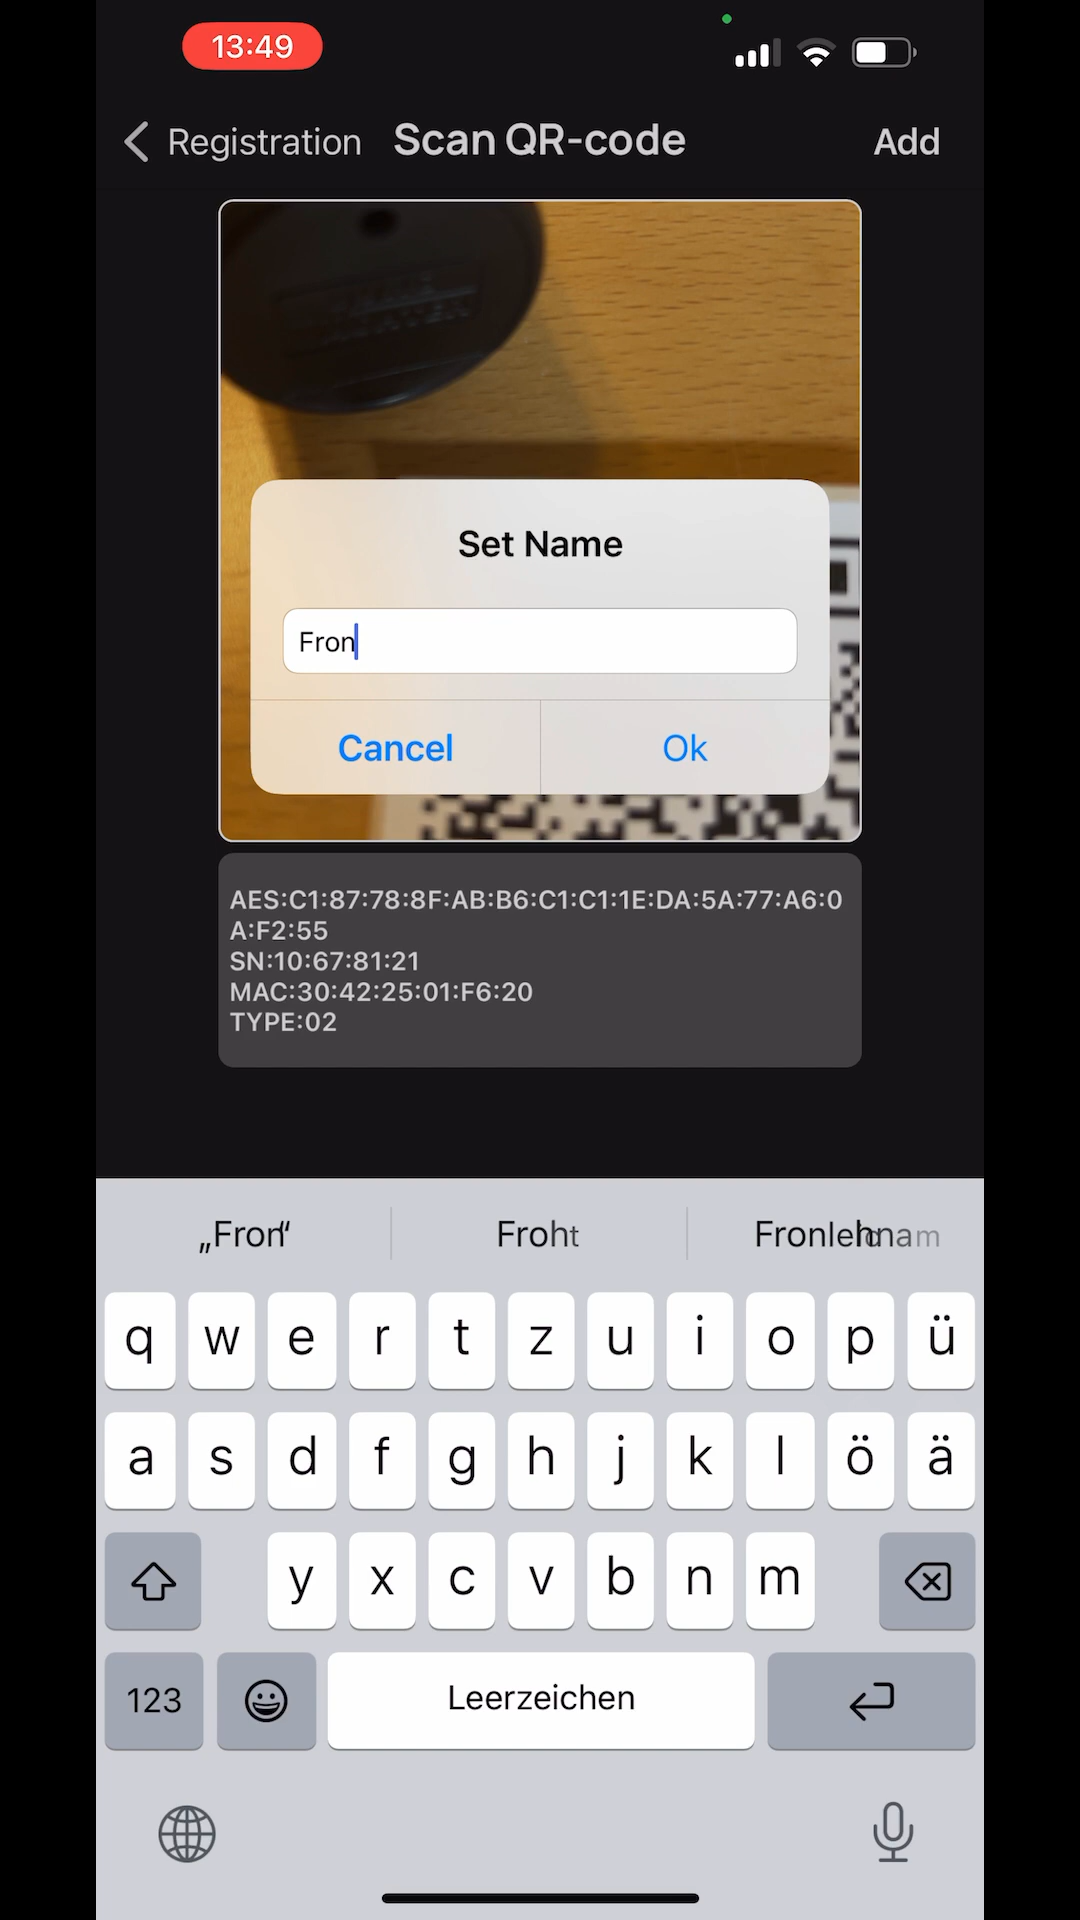 13:49
Registration
Scan QR-code
Add
Set Name
Fron
Cancel
Ok
AES:C1:87:78:8F:AB:B6:C1:C1:1E:DA:5A:77:A6:0
A:F2:55
SN:10:67:81:21
MAC:30:42:25:01:F6:20
TYPE:02
„Fron“
q w e r t z u i o p ü
a s d f g h j k l ö ä
y x c v b n m
123
Leerzeichen